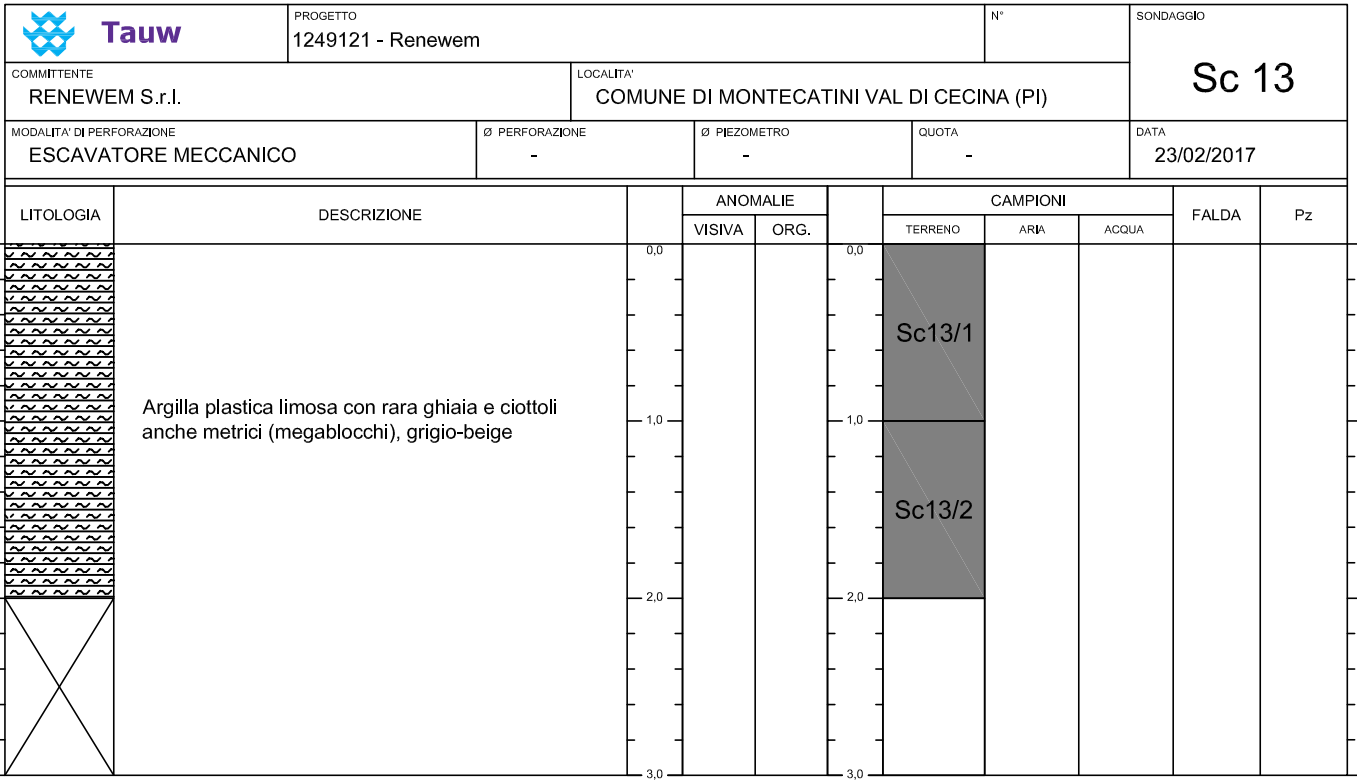 Tauw
PROGETTO
1249121 - Renewem
N°
SONDAGGIO
Sc 13
COMMITTENTE
RENEWEM S.r.l.
LOCALITA'
COMUNE DI MONTECATINI VAL DI CECINA (PI)
MODALITA' DI PERFORAZIONE
ESCAVATORE MECCANICO
Ø PERFORAZIONE
-
Ø PIEZOMETRO
-
QUOTA
-
DATA
23/02/2017
LITOLOGIA
DESCRIZIONE
ANOMALIE
VISIVA
ORG.
CAMPIONI
TERRENO
ARIA
ACQUA
FALDA
Pz
0,0
0,0
Sc13/1
Argilla plastica limosa con rara ghiaia e ciottoli
anche metrici (megablocchi), grigio-beige
1,0
1,0
Sc13/2
2,0
2,0
3,0
3,0